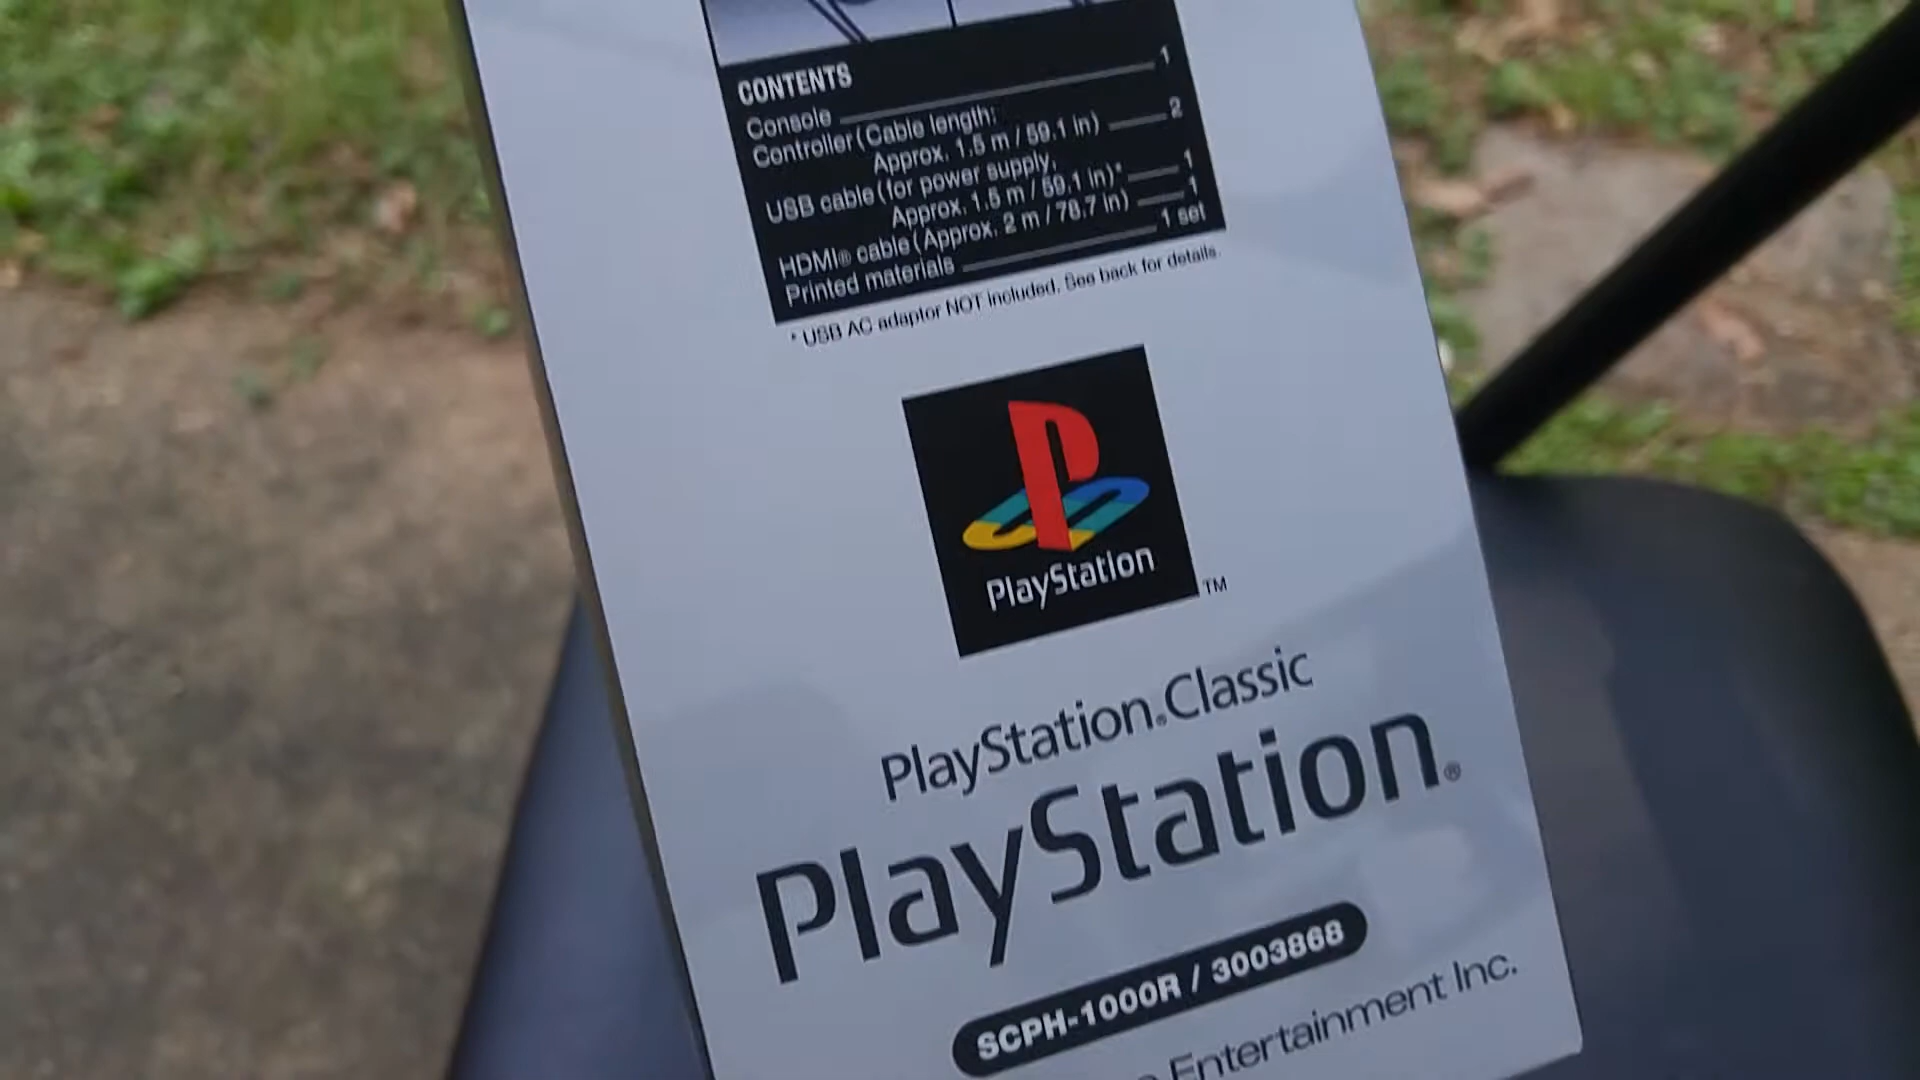 CONTENTS
Console 1
Controller (Cable length:
Approx. 1.5 m / 59.1 in) 2
USB cable (for power supply,
Approx. 1.5 m / 59.1 in)* 1
HDMI® cable (Approx. 2 m / 78.7 in) 1
Printed materials 1 set
* USB AC adaptor NOT included. See back for details.
PlayStation
TM
PlayStation®Classic
PlayStation®
SCPH-1000R / 3003868
Entertainment Inc.